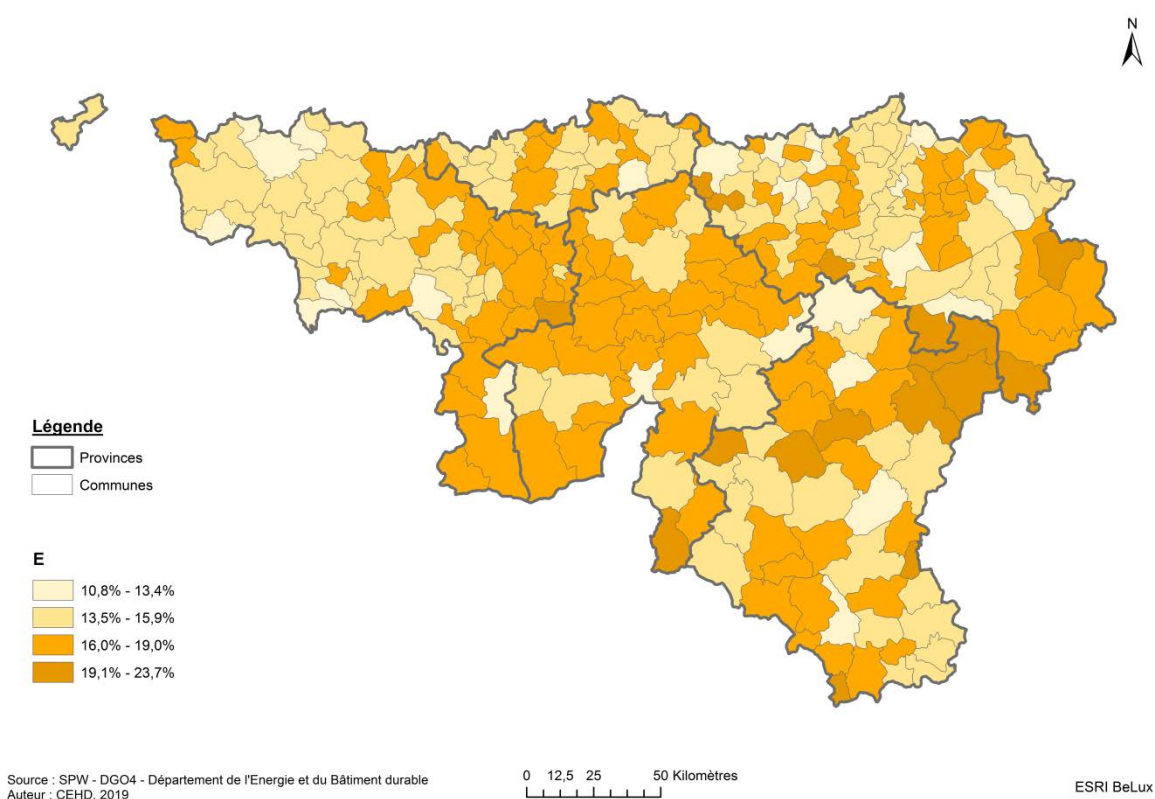 N
Légende
Provinces
Communes
E
10,8% - 13,4%
13,5% - 15,9%
16,0% - 19,0%
19,1% - 23,7%
Source : SPW - DGO4 - Département de l'Energie et du Bâtiment durable
Auteur : CEHD, 2019
0 12,5 25 50 Kilomètres
ESRI BeLux